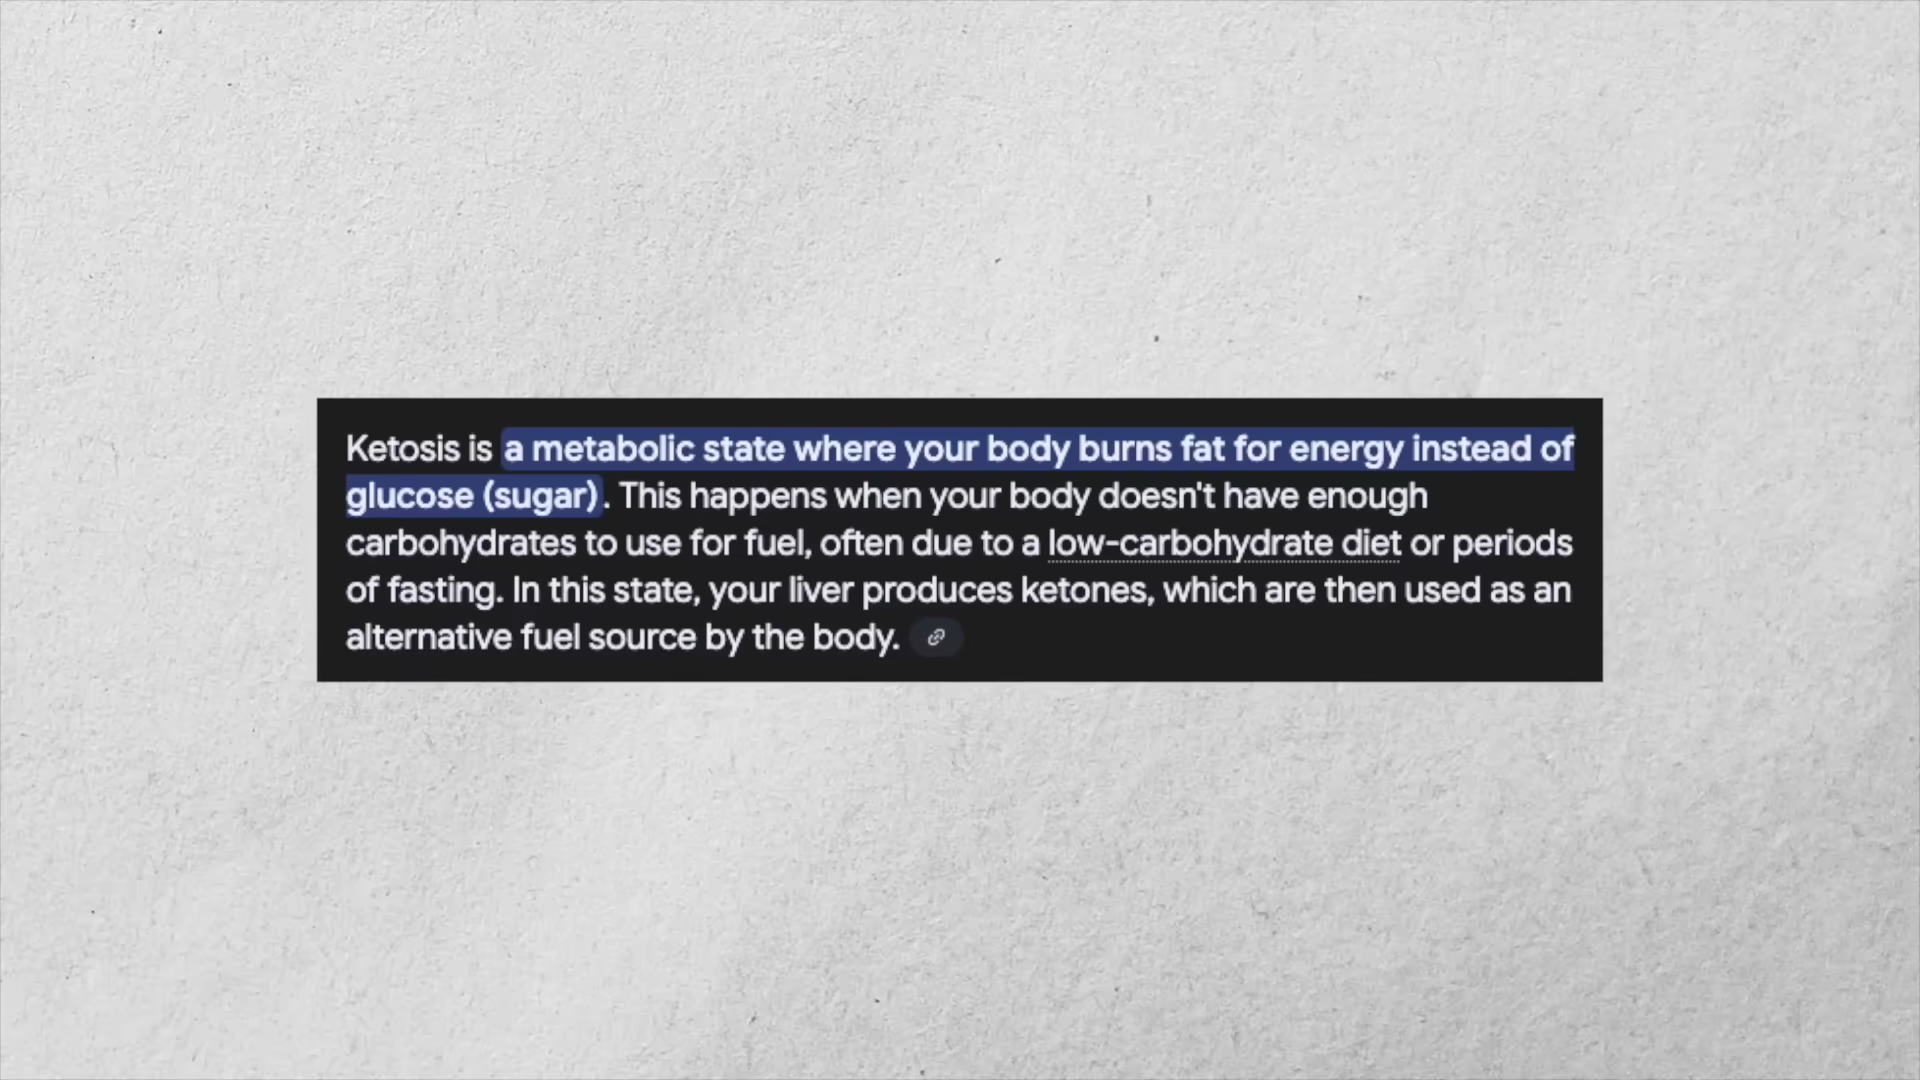 Ketosis is a metabolic state where your body burns fat for energy instead of
glucose (sugar). This happens when your body doesn't have enough
carbohydrates to use for fuel, often due to a low-carbohydrate diet or periods
of fasting. In this state, your liver produces ketones, which are then used as an
alternative fuel source by the body.